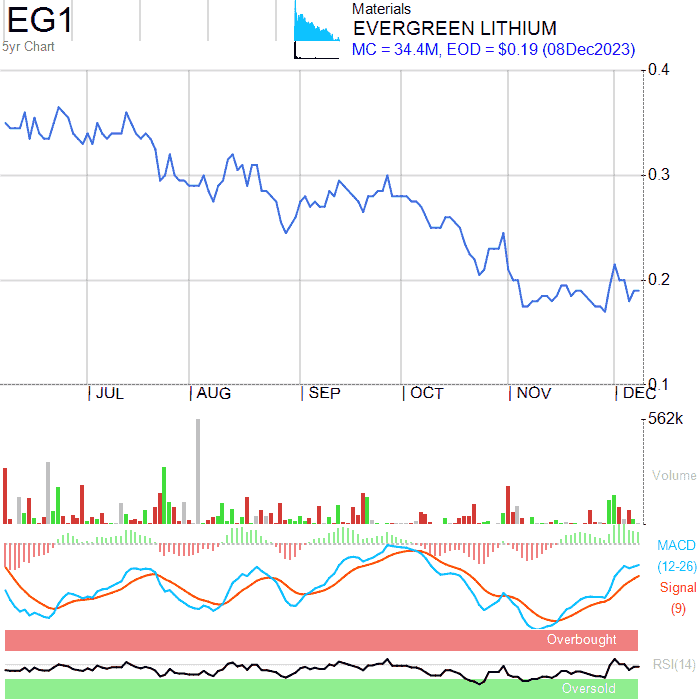 EG1
5yr Chart
Materials
EVERGREEN LITHIUM
MC = 34.4M, EOD = $0.19 (08Dec2023)
0.4
0.3
0.2
0.1
JUL AUG SEP OCT NOV DEC
562k
Volume
MACD
(12-26)
Signal
(9)
Overbought
RSI(14)
Oversold